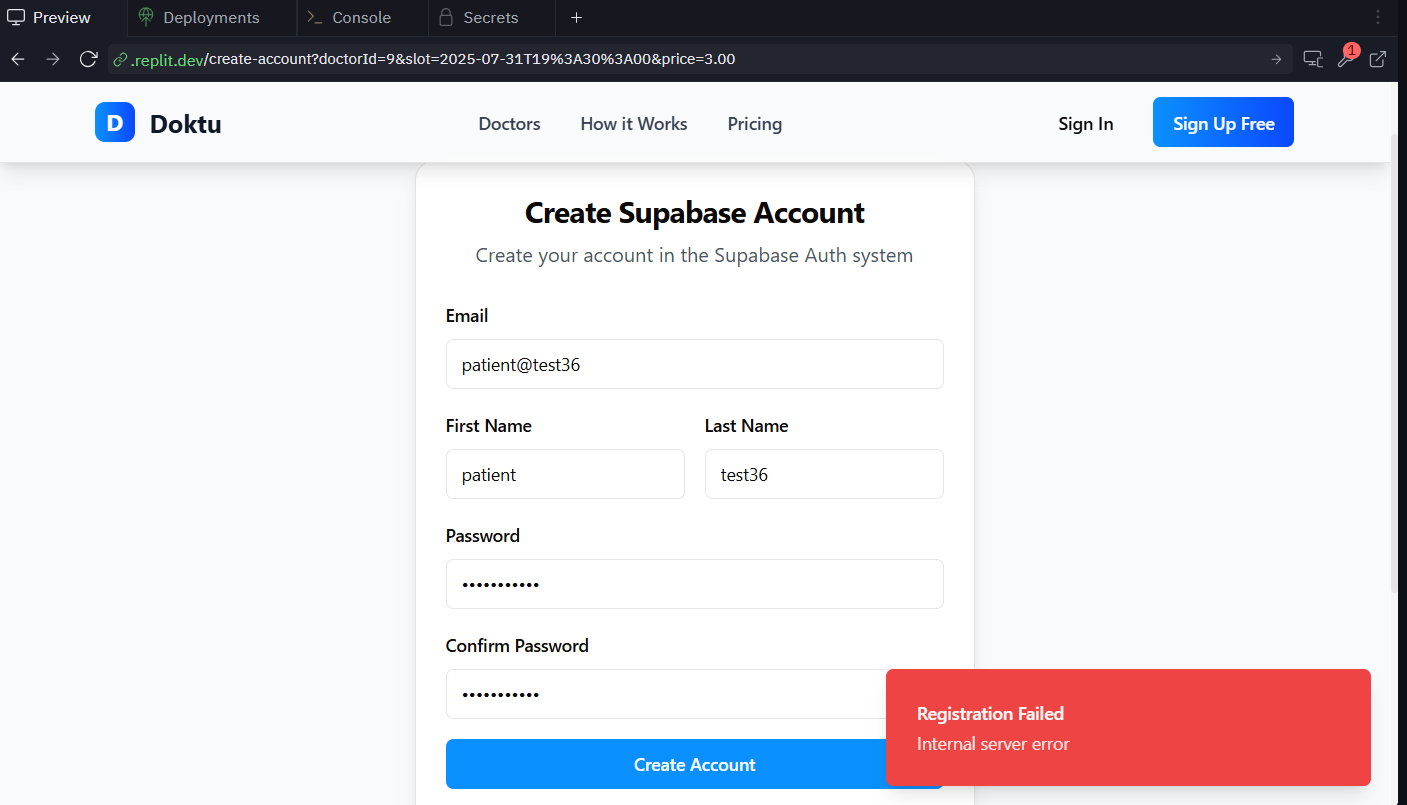 Preview
Deployments
Console
Secrets
.replit.dev/create-account?doctorId=9&slot=2025-07-31T19%3A30%3A00&price=3.00
1
D Doktu
Doctors
How it Works
Pricing
Sign In
Sign Up Free
Create Supabase Account
Create your account in the Supabase Auth system
Email
patient@test36
First Name
Last Name
patient
test36
Password
•••••••••••
Confirm Password
•••••••••••
Registration Failed
Internal server error
Create Account